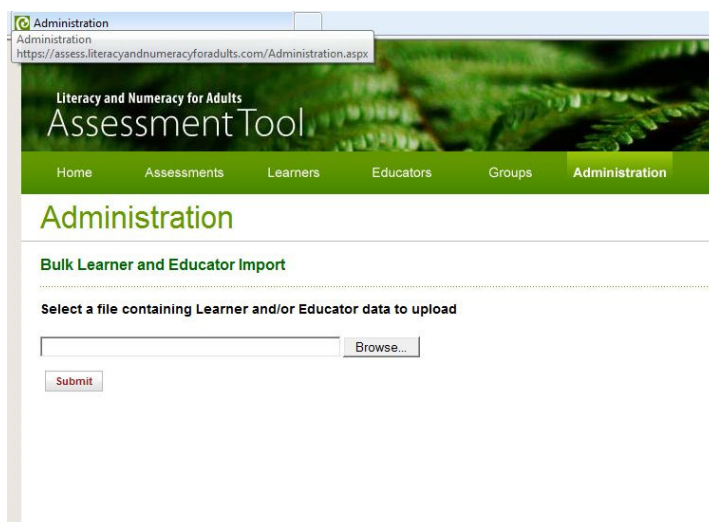 Administration
Administration
https://assess.literacyandnumeracyforadults.com/Administration.aspx
Literacy and Numeracy for Adults
Assessment Tool
Home Assessments Learners Educators Groups Administration
Administration
Bulk Learner and Educator Import
Select a file containing Learner and/or Educator data to upload
Browse...
Submit